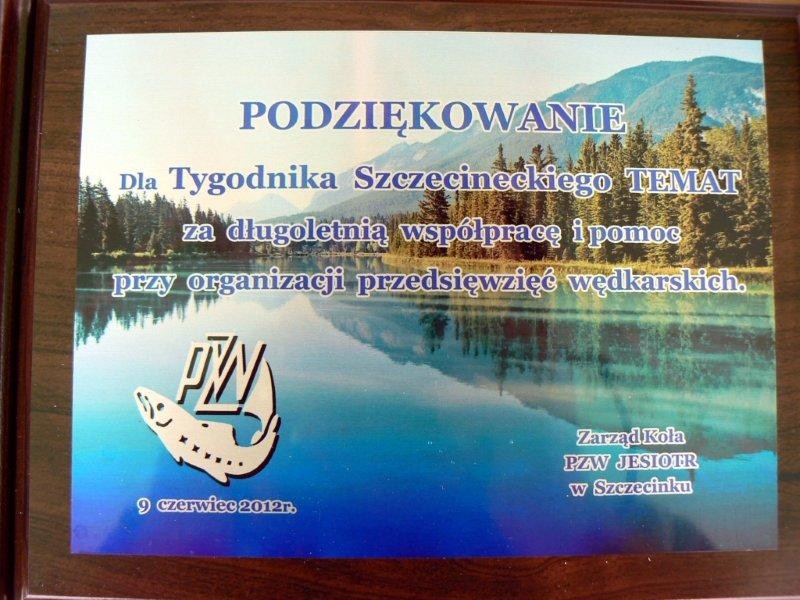 PODZIĘKOWANIE
Dla Tygodnika Szczecineckiego TEMAT
za długoletnią współpracę i pomoc
przy organizacji przedsięwzięć wędkarskich.
PZW
9 czerwiec 2012r.
Zarząd Koła
PZW JESIOTR
w Szczecinku